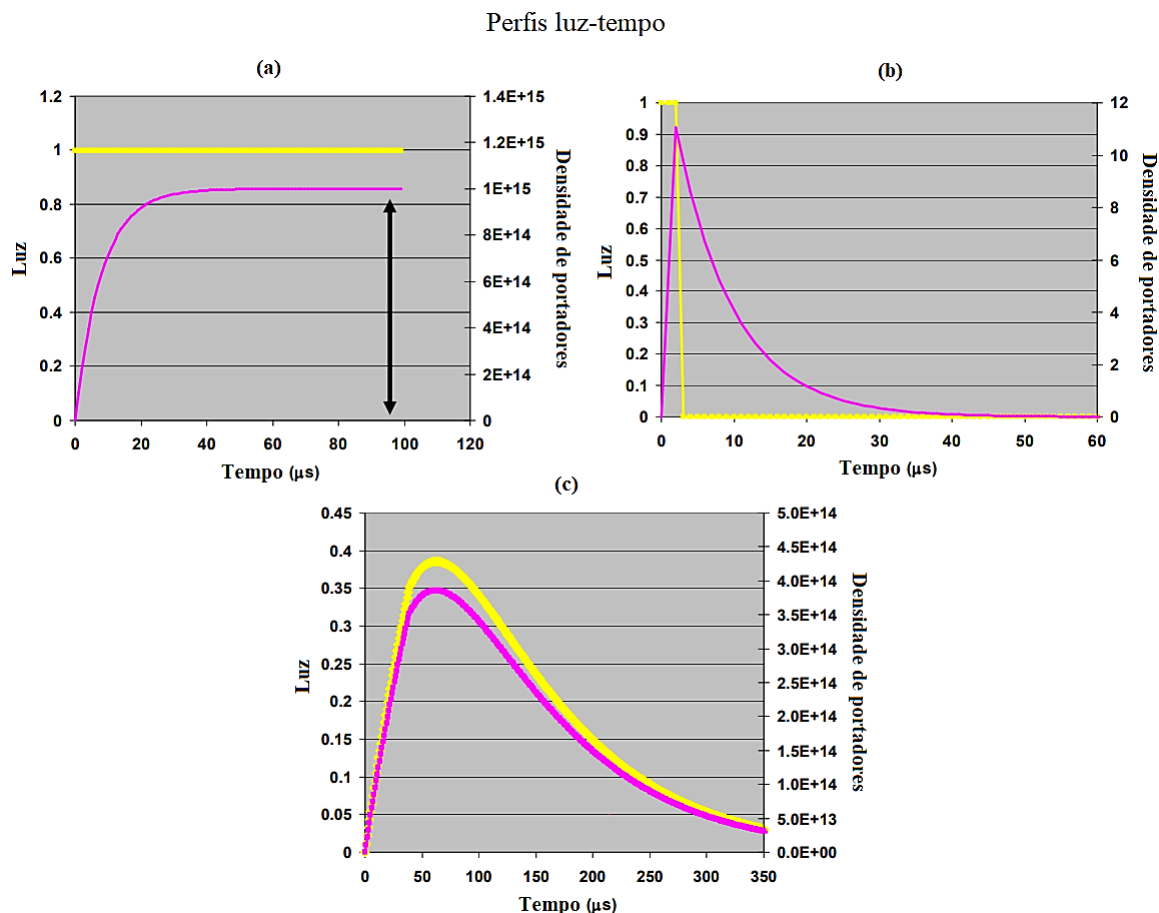 Perfis luz-tempo
(a)
Luz
1.2
1
0.8
0.6
0.4
0.2
0
1.4E+15
1.2E+15
1E+15
8E+14
6E+14
4E+14
2E+14
0
Densidade de portadores
0 20 40 60 80 100 120
Tempo (µs)
(b)
Luz
1
0.9
0.8
0.7
0.6
0.5
0.4
0.3
0.2
0.1
0
12
10
8
6
4
2
0
Densidade de portadores
0 10 20 30 40 50 60
Tempo (µs)
(c)
Luz
0.45
0.4
0.35
0.3
0.25
0.2
0.15
0.1
0.05
0
5.0E+14
4.5E+14
4.0E+14
3.5E+14
3.0E+14
2.5E+14
2.0E+14
1.5E+14
1.0E+14
5.0E+13
0.0E+00
Densidade de portadores
0 50 100 150 200 250 300 350
Tempo (µs)